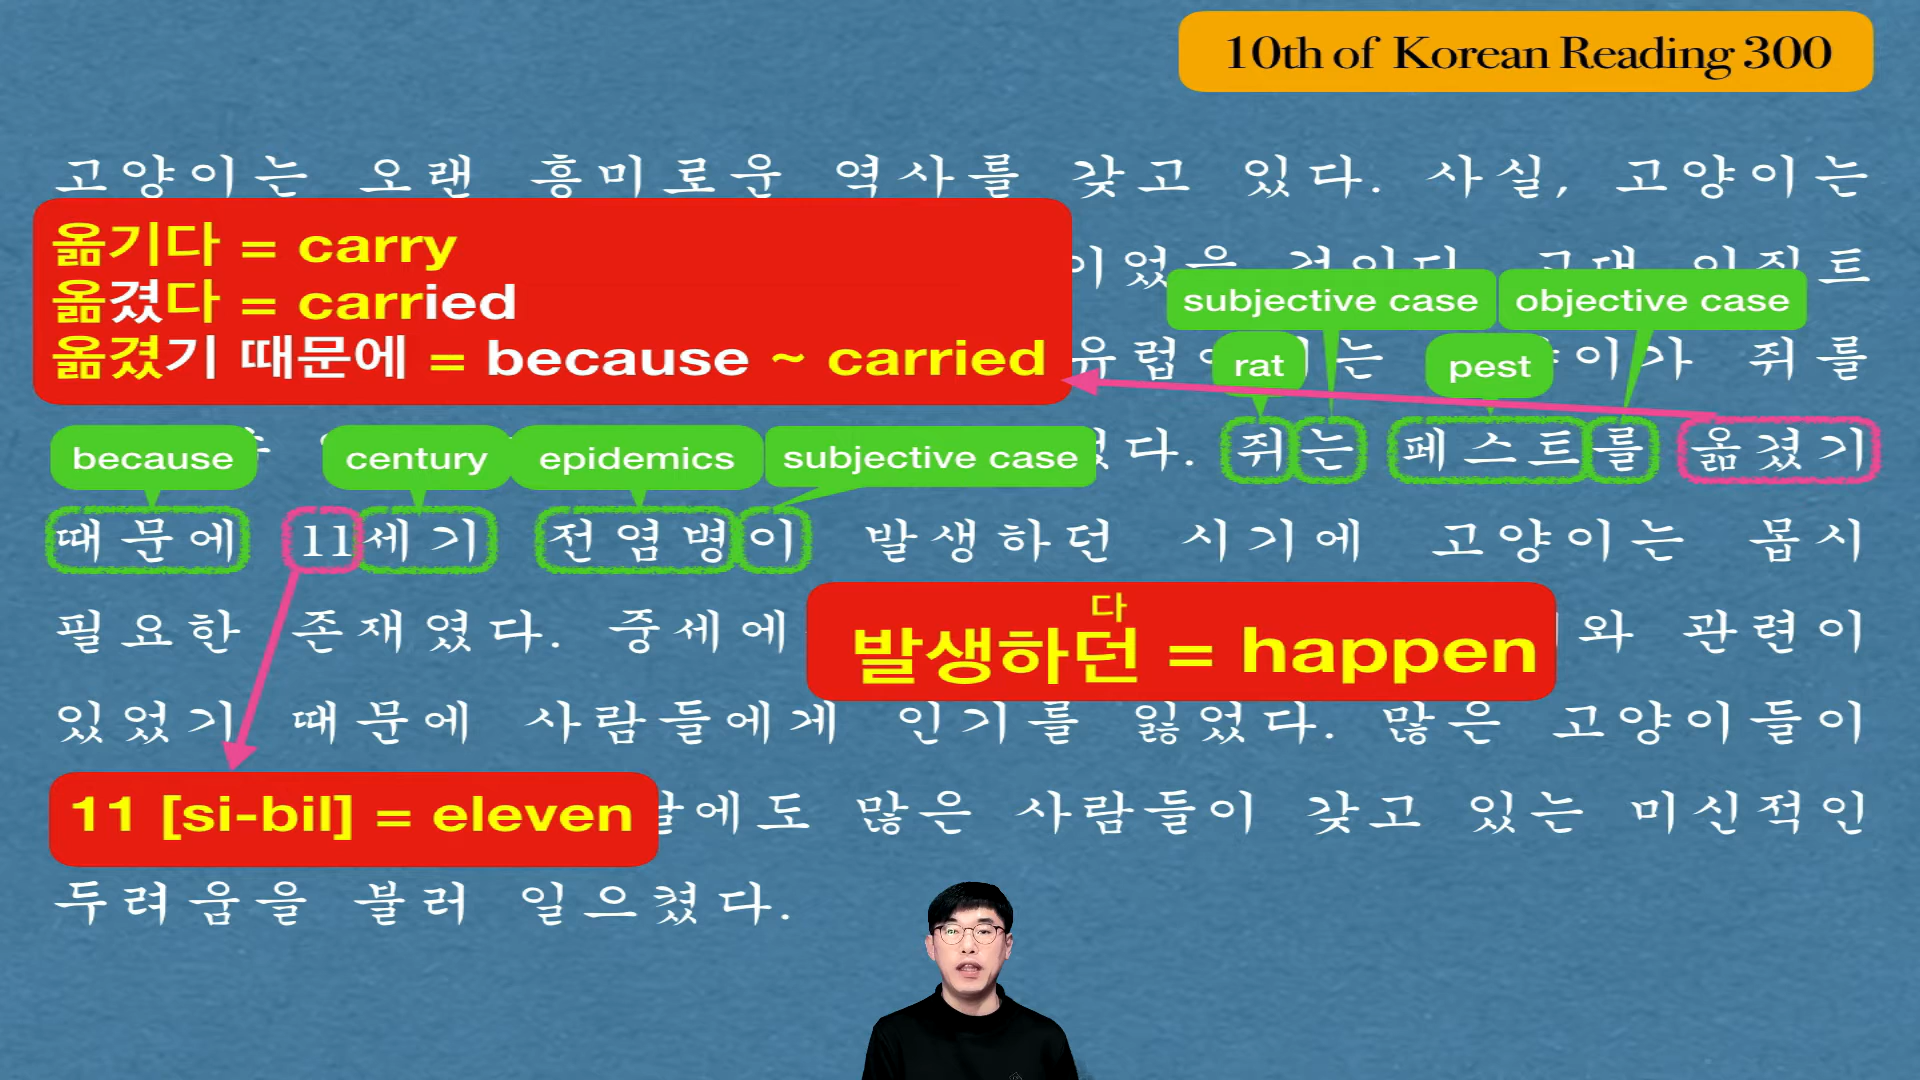 10th of Korean Reading 300
고양이는 오랜 흥미로운 역사를 갖고 있다. 사실, 고양이는
옮기다 = carry
옮겼다 = carried
옮겼기 때문에 = because ~ carried
subjective case objective case
rat pest
쥐를
because century epidemics subjective case
쥐는 페스트를 옮겼기
때문에 11세기 전염병이 발생하던 시기에 고양이는 몹시
다
발생하던 = happen
필요한 존재였다. 중세에 와 관련이
있었기 때문에 사람들에게 인기를 잃었다. 많은 고양이들이
11 [si-bil] = eleven
에도 많은 사람들이 갖고 있는 미신적인
두려움을 불러 일으켰다.